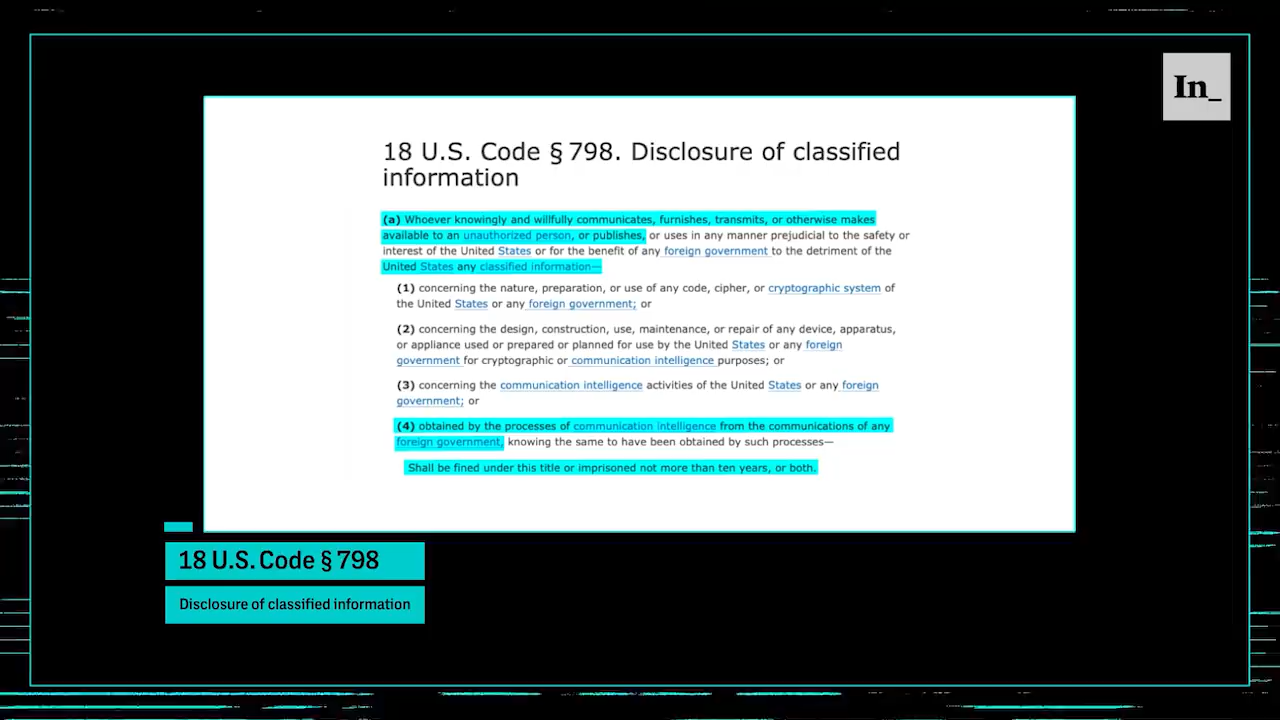 In_
18 U.S. Code § 798. Disclosure of classified
information
(a) Whoever knowingly and willfully communicates, furnishes, transmits, or otherwise makes
available to an unauthorized person, or publishes, or uses in any manner prejudicial to the safety or
interest of the United States or for the benefit of any foreign government to the detriment of the
United States any classified information—
(1) concerning the nature, preparation, or use of any code, cipher, or cryptographic system of
the United States or any foreign government; or
(2) concerning the design, construction, use, maintenance, or repair of any device, apparatus,
or appliance used or prepared or planned for use by the United States or any foreign
government for cryptographic or communication intelligence purposes; or
(3) concerning the communication intelligence activities of the United States or any foreign
government; or
(4) obtained by the processes of communication intelligence from the communications of any
foreign government, knowing the same to have been obtained by such processes—
Shall be fined under this title or imprisoned not more than ten years, or both.
18 U.S. Code § 798
Disclosure of classified information